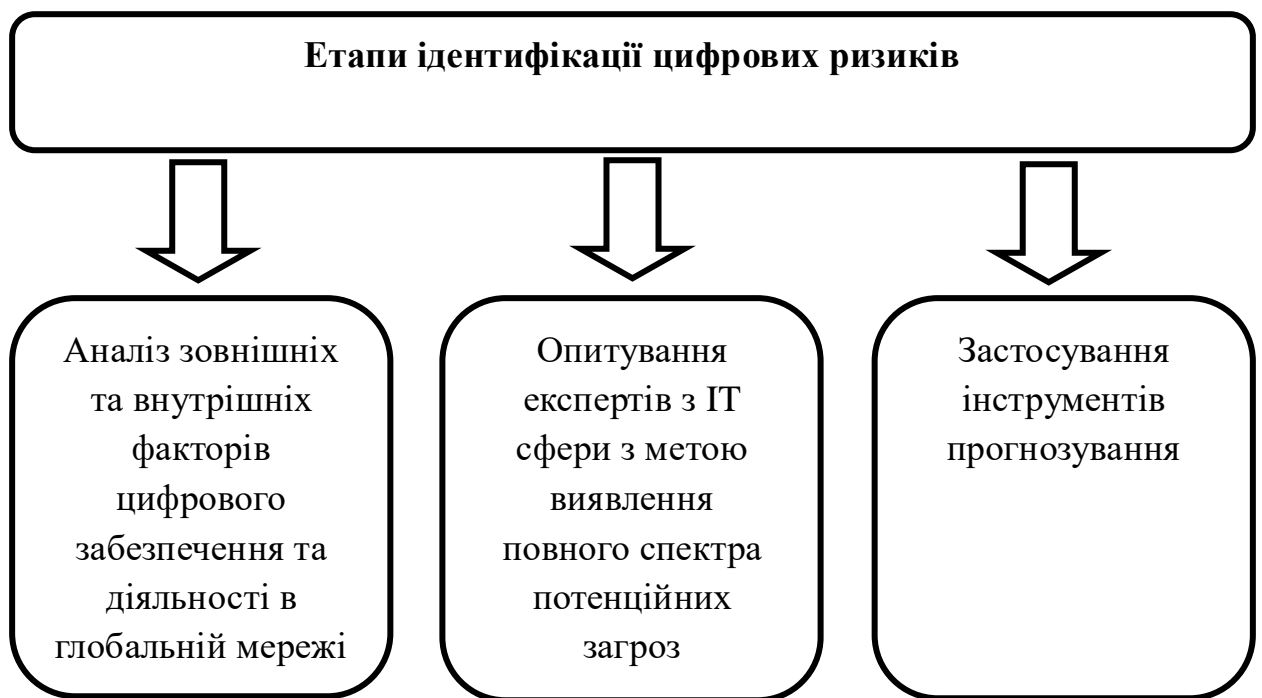 Етапи ідентифікації цифрових ризиків
Аналіз зовнішніх
та внутрішніх
факторів
цифрового
забезпечення та
діяльності в
глобальній мережі
Опитування
експертів з ІТ
сфери з метою
виявлення
повного спектра
потенційних
загроз
Застосування
інструментів
прогнозування